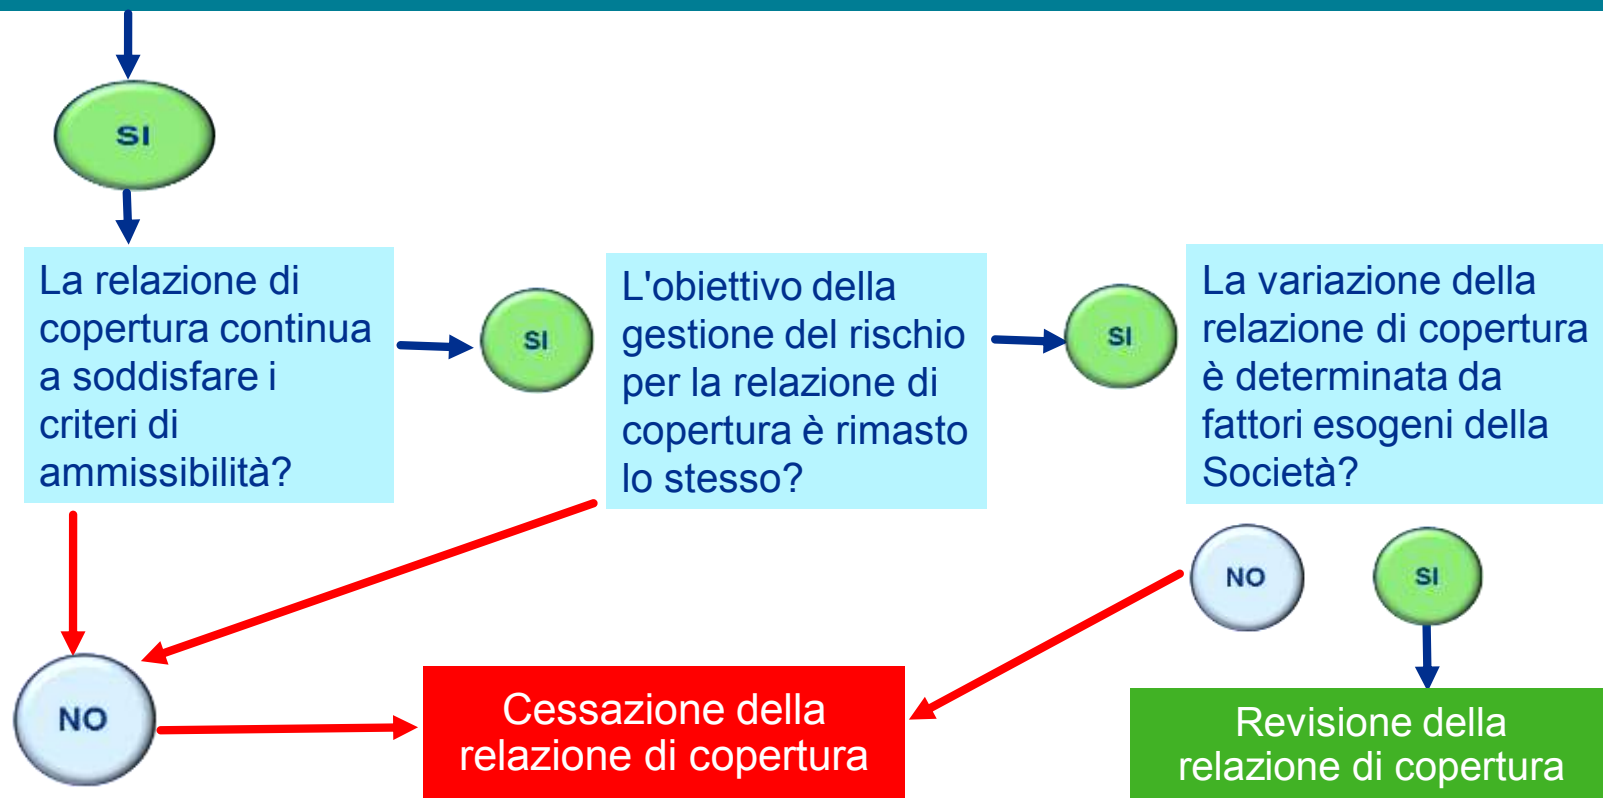 SI
La relazione di
copertura continua
a soddisfare i
criteri di
ammissibilità?
SI
L'obiettivo della
gestione del rischio
per la relazione di
copertura è rimasto
lo stesso?
SI
La variazione della
relazione di copertura
è determinata da
fattori esogeni della
Società?
NO
SI
NO
Cessazione della
relazione di copertura
Revisione della
relazione di copertura